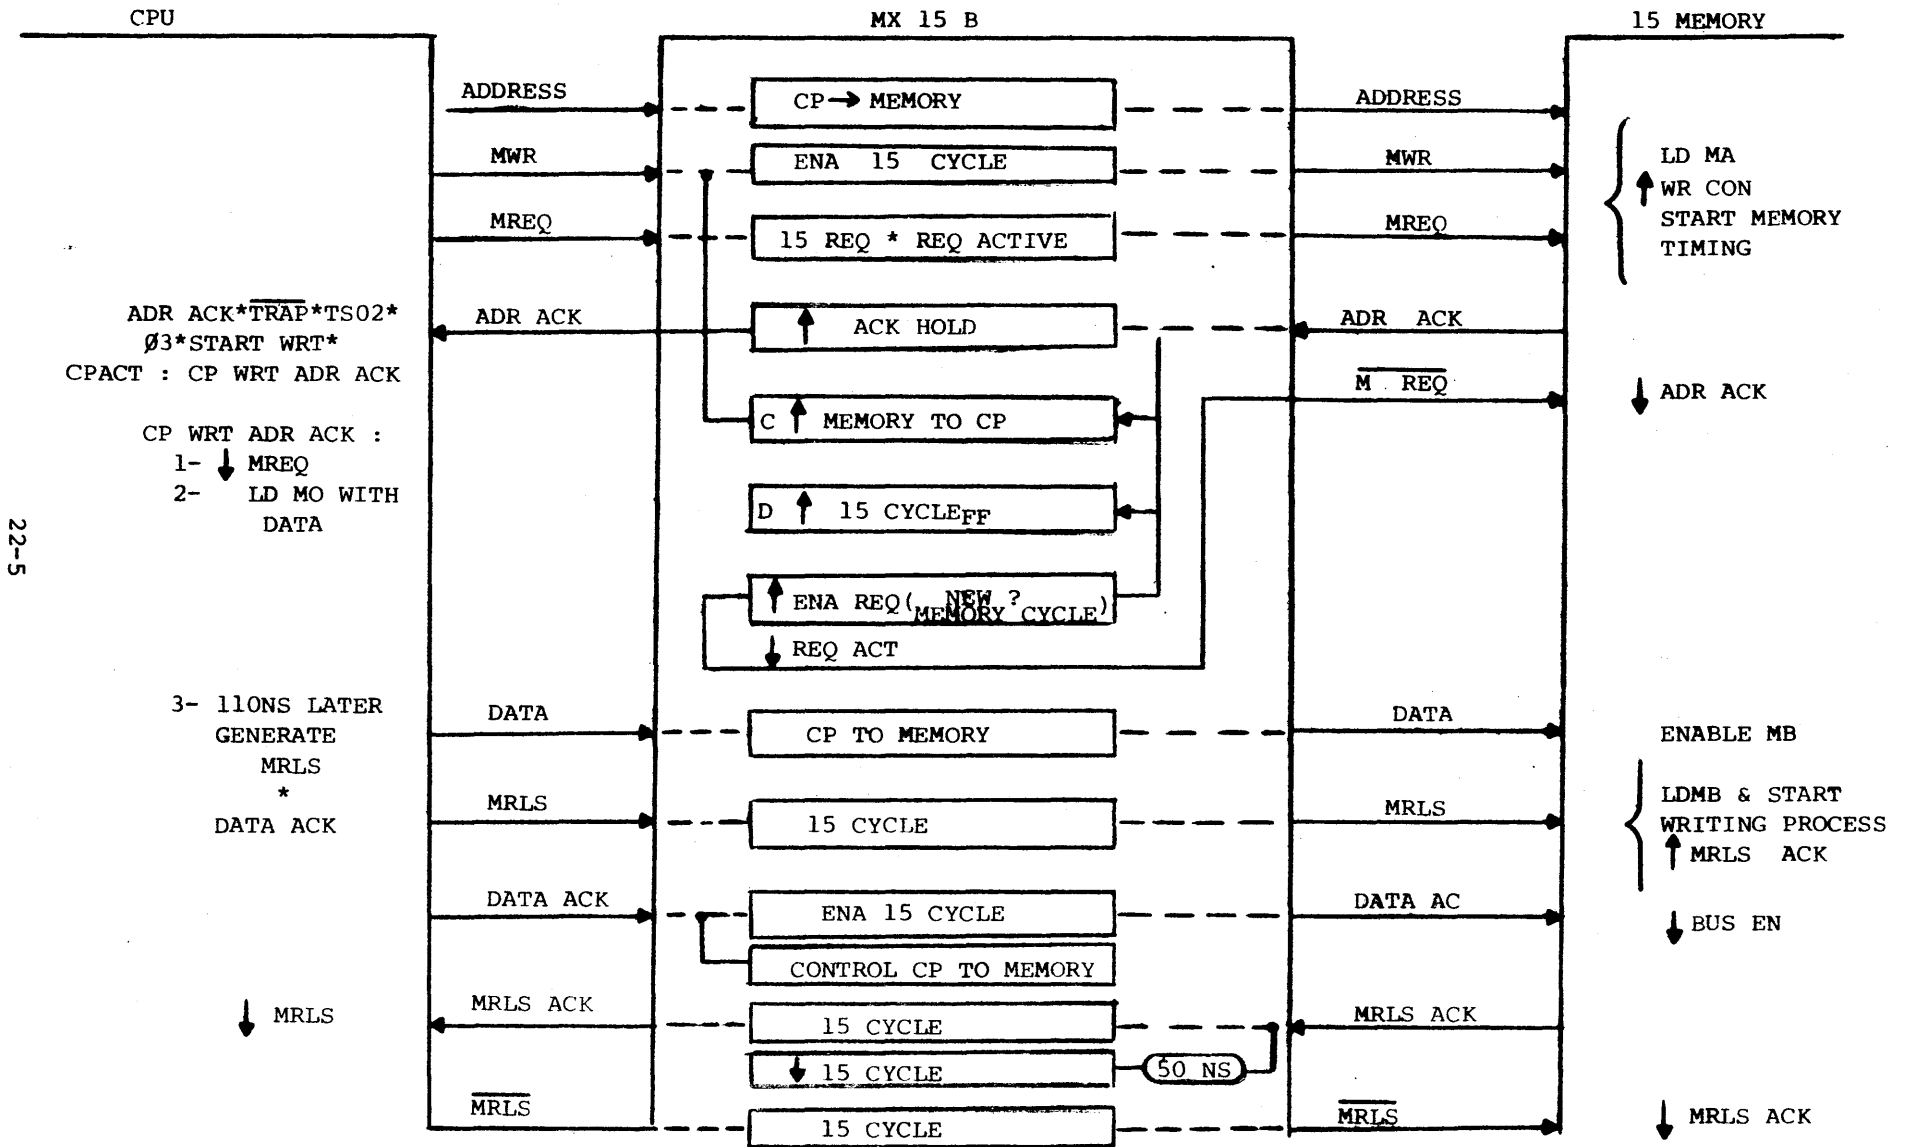 CPU
MX 15 B
15 MEMORY
ADDRESS
CP→ MEMORY
ADDRESS
MWR
ENA 15 CYCLE
MWR
MREQ
15 REQ * REQ ACTIVE
MREQ
LD MA
↑ WR CON
START MEMORY
TIMING
ADR ACK*T̅R̅A̅P̅*TS02*
Ø3*START WRT*
CPACT : CP WRT ADR ACK
ADR ACK
↑ ACK HOLD
ADR ACK
M̅ R̅E̅Q̅
↓ ADR ACK
CP WRT ADR ACK :
1- ↓ MREQ
2- LD MO WITH
DATA
C ↑ MEMORY TO CP
D ↑ 15 CYCLEFF
↑ ENA REQ( NEW ?
MEMORY CYCLE)
↓ REQ ACT
22-5
3- 110NS LATER
GENERATE
MRLS
*
DATA ACK
DATA
CP TO MEMORY
DATA
ENABLE MB
MRLS
15 CYCLE
MRLS
LDMB & START
WRITING PROCESS
↑ MRLS ACK
DATA ACK
ENA 15 CYCLE
DATA AC
↓ BUS EN
CONTROL CP TO MEMORY
↓ MRLS
MRLS ACK
15 CYCLE
MRLS ACK
↓ 15 CYCLE
50 NS
M̅R̅L̅S̅
15 CYCLE
M̅R̅L̅S̅
↓ MRLS ACK